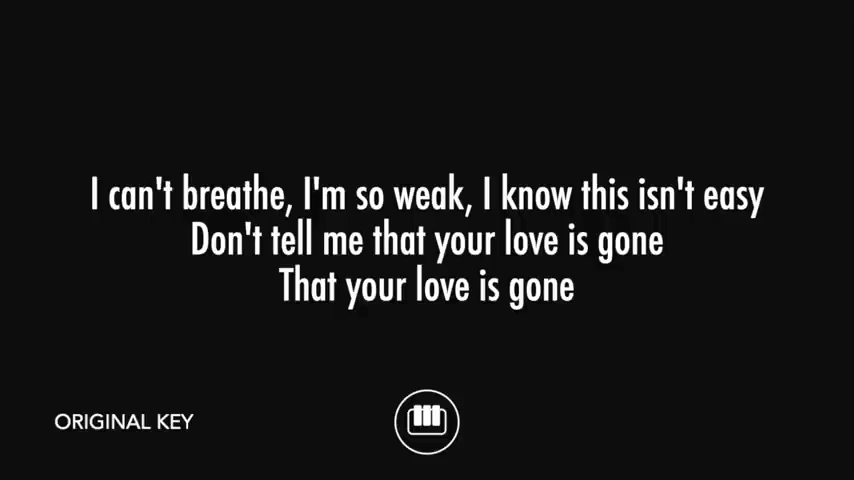 I can't breathe, I'm so weak, I know this isn't easy
Don't tell me that your love is gone
That your love is gone
ORIGINAL KEY